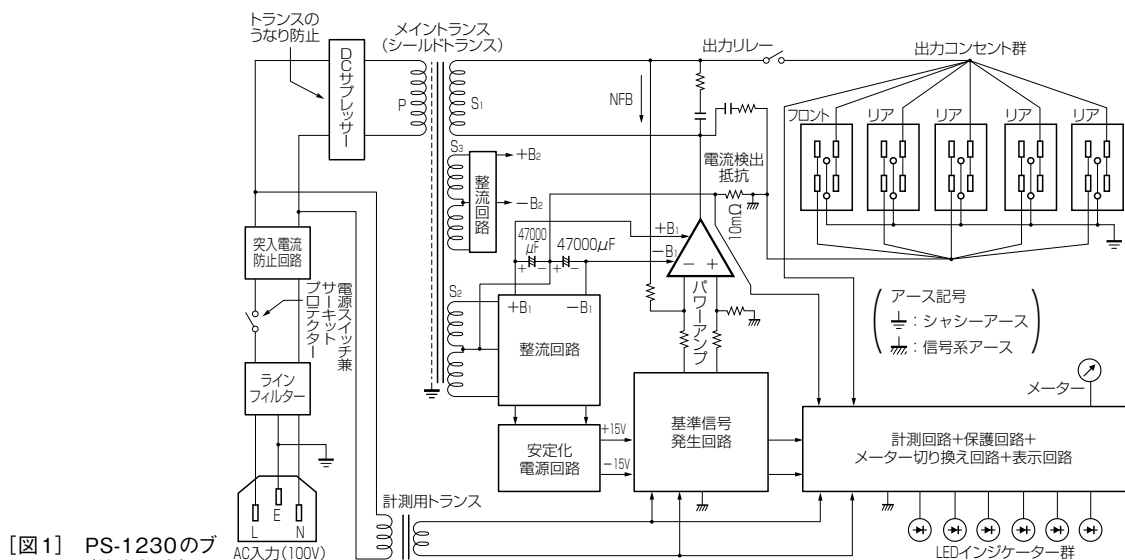 トランスの
うなり防止
DCサプレッサー
メイントランス
(シールドトランス)
P
S₁
S₃
S₂
NFB
出力リレー
出力コンセント群
フロント
リア
リア
リア
リア
電流検出
抵抗
10mΩ
整流回路
+B₂
−B₂
+B₁
−B₁
47000
μF
47000μF
+ −
+ −
− +
パワーアンプ
+B₁
−B₁
整流回路
突入電流
防止回路
電源スイッチ兼
サーキット
プロテクター
ライン
フィルター
安定化
電源回路
+15V
−15V
基準信号
発生回路
アース記号
:シャシーアース
:信号系アース
メーター
計測回路+保護回路+
メーター切り換え回路+表示回路
計測用トランス
L
E
N
AC入力(100V)
LEDインジケーター群
[図1] PS-1230のブ